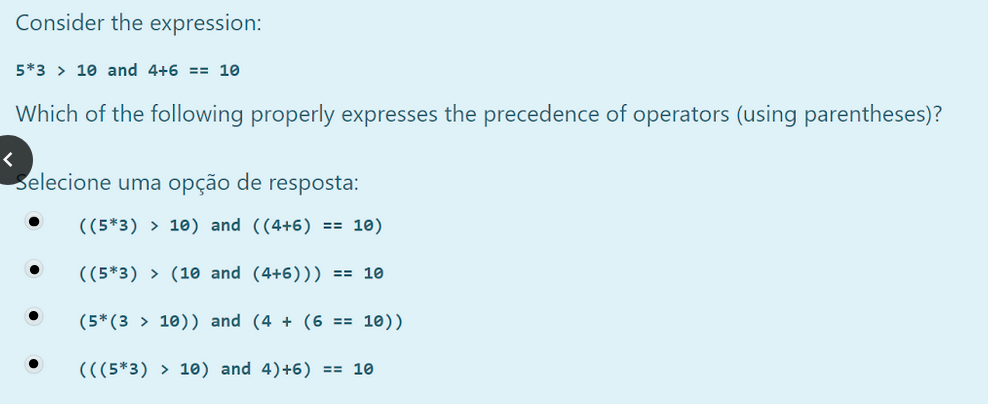 Consider the expression:
5*3 > 10 and 4+6 == 10
Which of the following properly expresses the precedence of operators (using parentheses)?
Selecione uma opção de resposta:
((5*3) > 10) and ((4+6) == 10)
((5*3) > (10 and (4+6))) == 10
(5*(3 > 10)) and (4 + (6 == 10))
(((5*3) > 10) and 4)+6) == 10